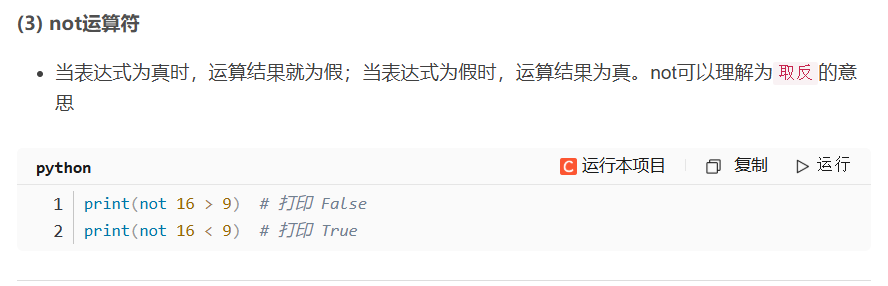 (3) not运算符
当表达式为真时，运算结果就为假；当表达式为假时，运算结果为真。not可以理解为 取反 的意
思
python
C 运行本项目 复制 运行
1 print(not 16 > 9)  # 打印 False
2 print(not 16 < 9)  # 打印 True